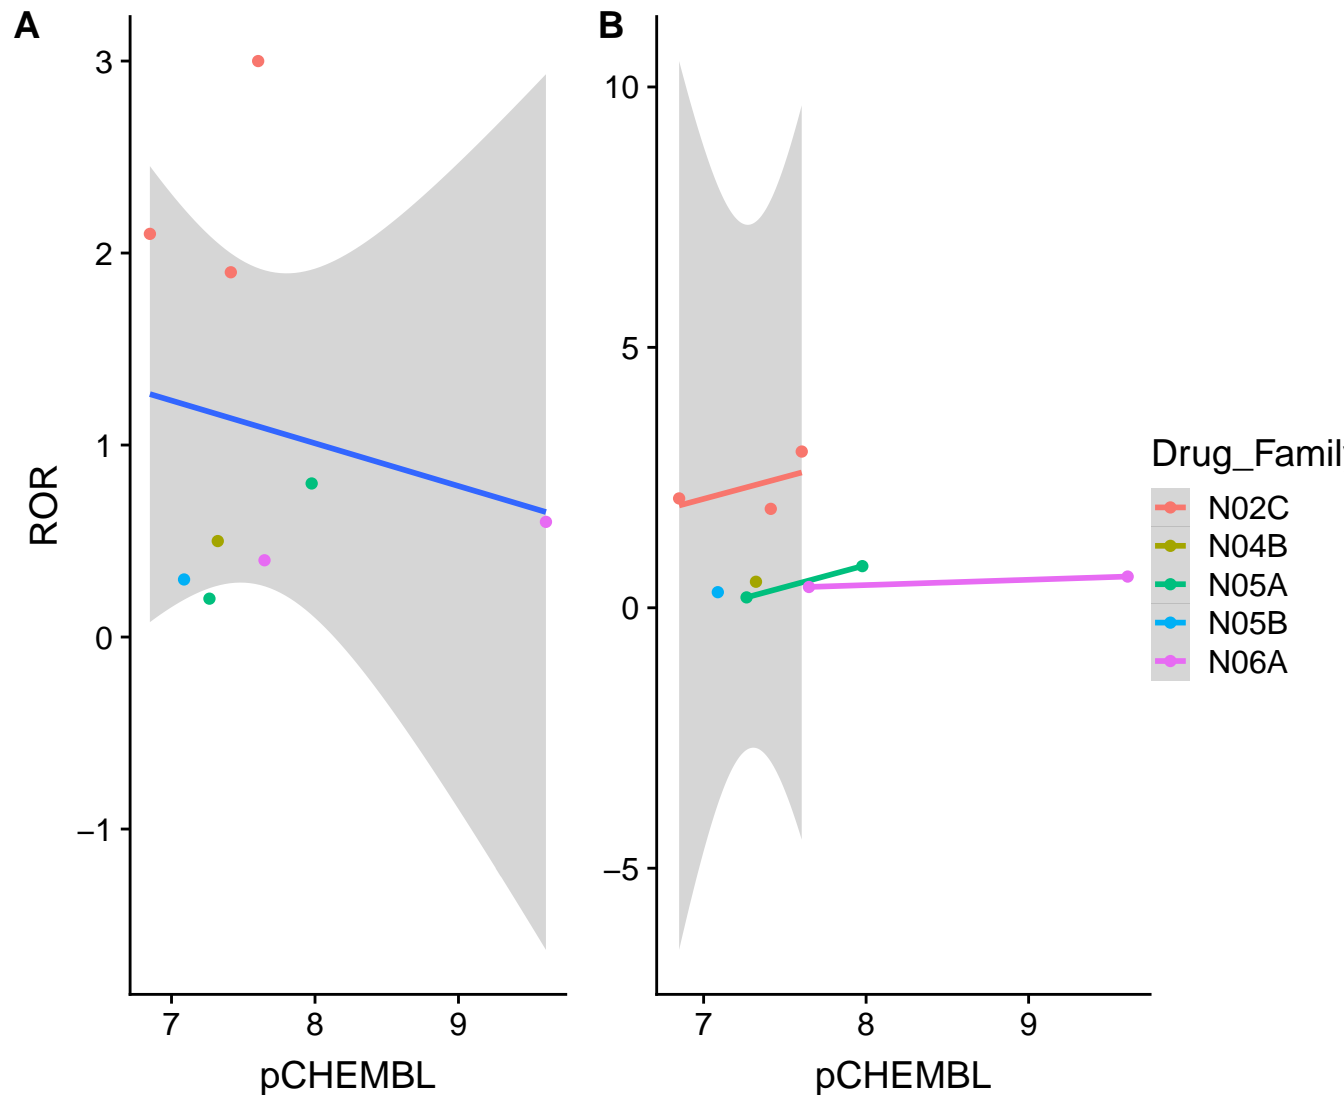 A
B
3
2
1
0
−1
ROR
7 8 9
pCHEMBL
10
5
0
−5
7 8 9
pCHEMBL
Drug_Famil
N02C
N04B
N05A
N05B
N06A